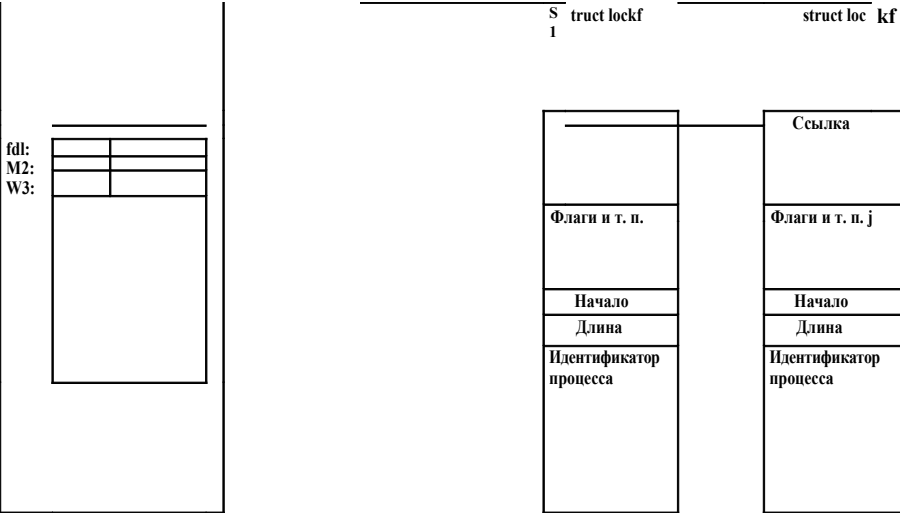 S truct lockf
1
struct loc kf
fdl:
M2:
W3:
Ссылка
Флаги и т. п.
Флаги и т. п. j
Начало
Начало
Длина
Длина
Идентификатор
процесса
Идентификатор
процесса